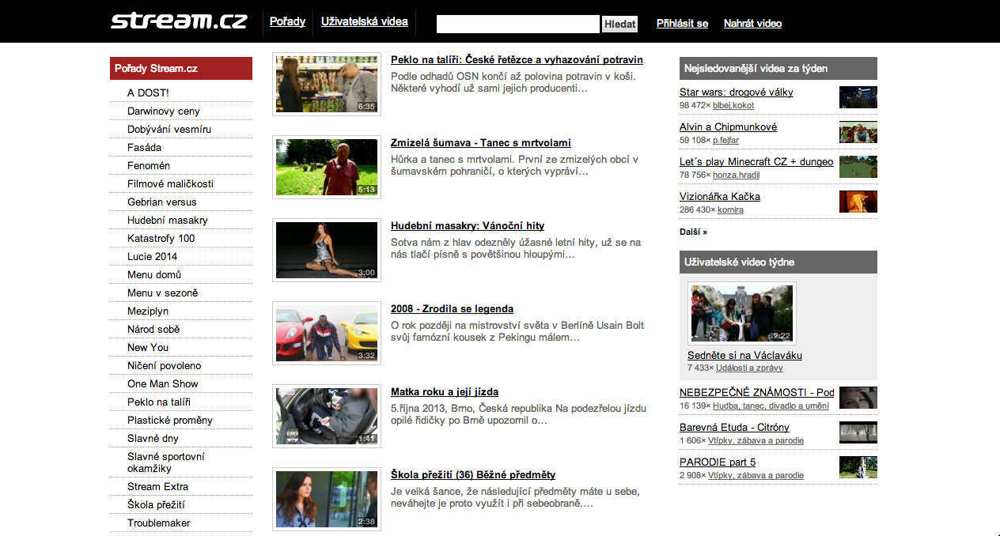 stream.cz
Pořady
Uživatelská videa
Hledat
Přihlásit se
Nahrát video
Pořady Stream.cz
A DOST!
Darwinovy ceny
Dobývání vesmíru
Fasáda
Fenomén
Filmové maličkosti
Gebrian versus
Hudební masakry
Katastrofy 100
Lucie 2014
Menu domů
Menu v sezoně
Meziplyn
Národ sobě
New You
Ničení povoleno
One Man Show
Peklo na talíři
Plastické proměny
Slavné dny
Slavné sportovní
okamžiky
Stream Extra
Škola přežití
Troublemaker
6:35
Peklo na talíři: České řetězce a vyhazování potravin
Podle odhadů OSN končí až polovina potravin v koši.
Některé vyhodí už sami jejich producenti…
5:13
Zmizelá šumava - Tanec s mrtvolami
Hůrka a tanec s mrtvolami. První ze zmizelých obcí v
šumavském pohraničí, o kterých vypráví…
3:00
Hudební masakry: Vánoční hity
Sotva nám z hlav odezněly úžasné letní hity, už se na
nás tlačí písně s povětšinou hloupými…
3:32
2008 - Zrodila se legenda
O rok později na mistrovství světa v Berlíně Usain Bolt
svůj famózní kousek z Pekingu málem…
1:41
Matka roku a její jízda
5.října 2013, Brno, Česká republika Na podezřelou jízdu
opilé řidičky po Brně upozornil o…
2:38
Škola přežití (36) Běžné předměty
Je velká šance, že následující předměty máte u sebe,
neváhejte je proto využít i při sebeobraně.…
Nejsledovanější videa za týden
Star wars: drogové války
98 472× blbej.kokot
Alvin a Chipmunkové
59 108× p.fejfar
Let´s play Minecraft CZ + dungeo
78 756× honza.hradil
Vizionářka Kačka
286 430× komira
Další »
Uživatelské video týdne
2:22
Sedněte si na Václaváku
7 433× Události a zprávy
NEBEZPEČNÉ ZNÁMOSTI - Pod
16 139× Hudba, tanec, divadlo a umění
Barevná Etuda - Citróny
1 606× Vtípky, zábava a parodie
PARODIE part 5
2 908× Vtípky, zábava a parodie